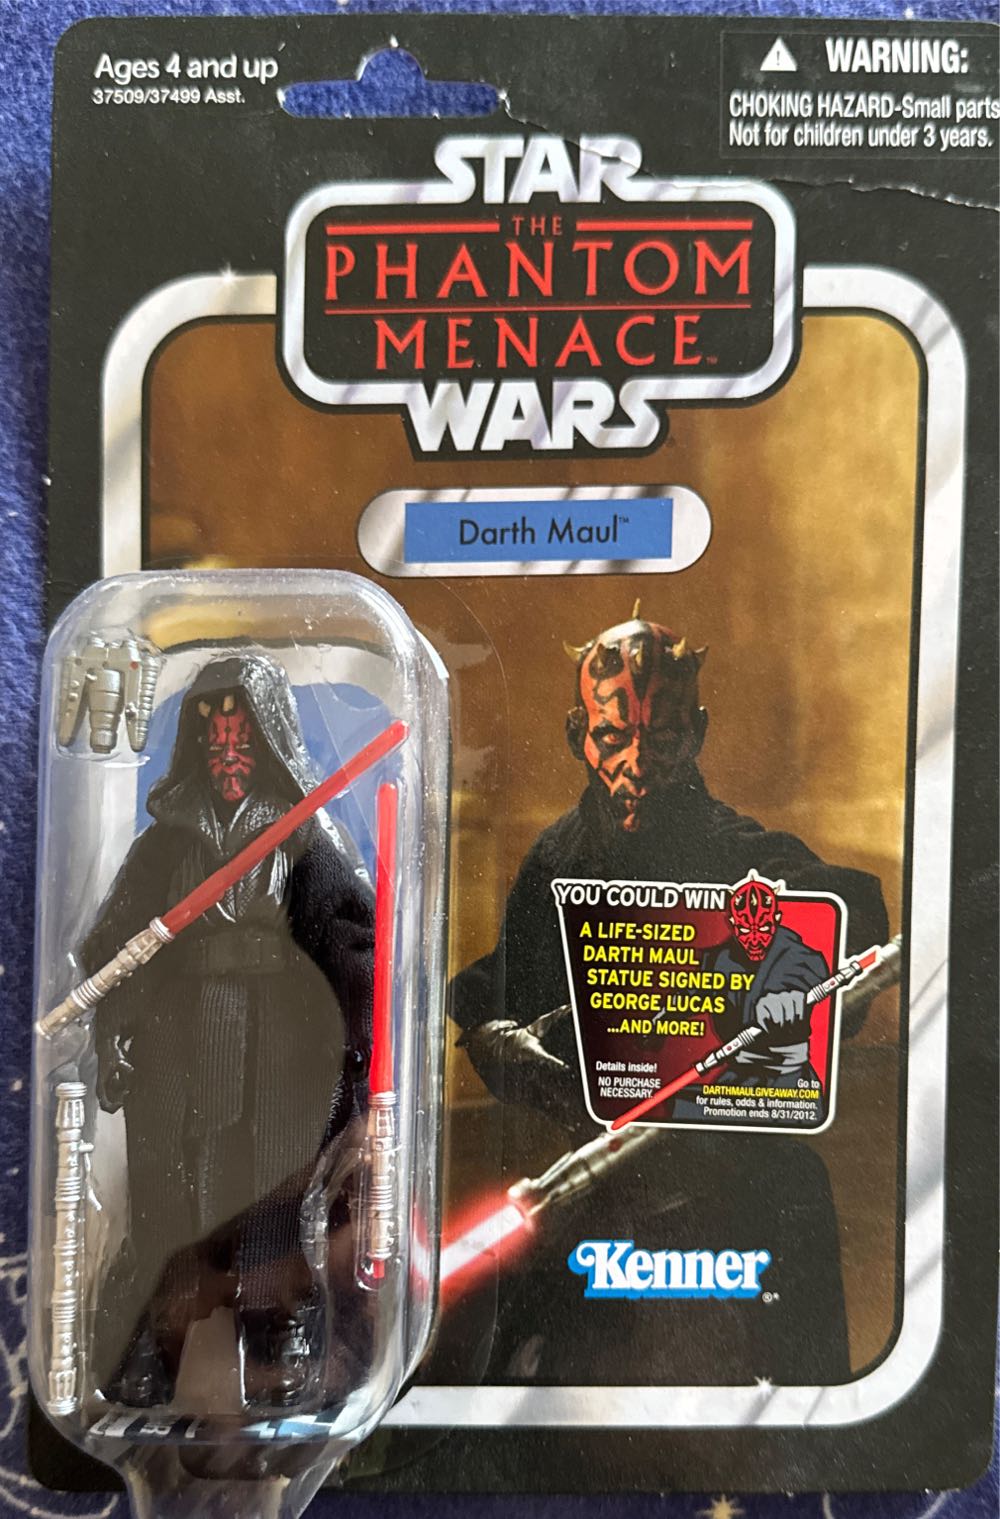 Ages 4 and up
37509/37499 Asst.
WARNING:
CHOKING HAZARD-Small parts
Not for children under 3 years.
STAR
THE
PHANTOM
MENACE™
WARS®
Darth Maul™
YOU COULD WIN
A LIFE-SIZED
DARTH MAUL
STATUE SIGNED BY
GEORGE LUCAS
...AND MORE!
Details inside!
NO PURCHASE
NECESSARY.
Go to
DARTHMAULGIVEAWAY.COM
for rules, odds & information.
Promotion ends 8/31/2012.
Kenner®*